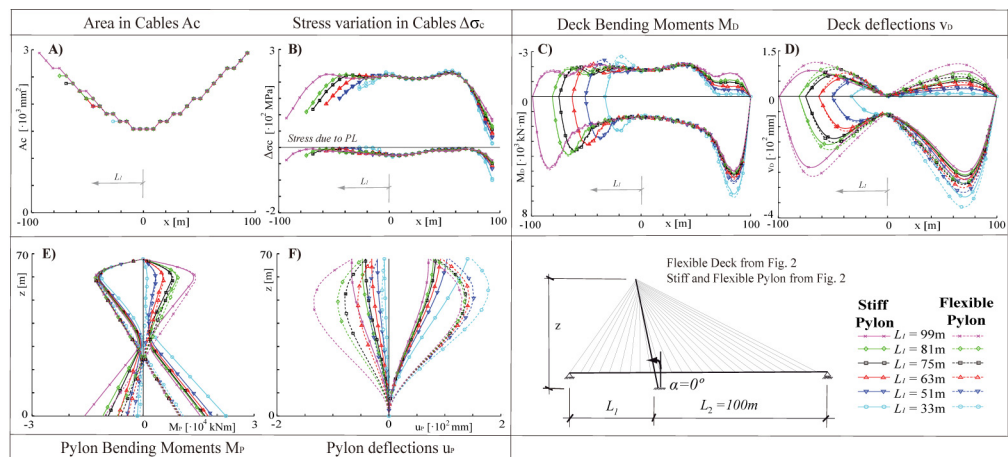 Area in Cables Ac
Stress variation in Cables Δσc
Deck Bending Moments MD
Deck deflections vD
A)
3
Ac [·10³ mm²]
0
L1
-100
0
x [m]
100
B)
3
Δσc [·10² MPa]
Stress due to PL
-2
L1
-100
0
x [m]
100
C)
-3
0
MD [·10³ kN·m]
8
L1
-100
0
x [m]
100
D)
1.5
-4
L1
-100
0
x [m]
100
E)
70
z [m]
0
-3
0
MP [·10⁴ kNm]
3
F)
70
z [m]
0
-2
0
uP [·10² mm]
2
Pylon Bending Moments MP
Pylon deflections uP
Flexible Deck from Fig. 2
Stiff and Flexible Pylon from Fig. 2
z
α=0º
L1
L2 =100m
Stiff Pylon
Flexible Pylon
L1 = 99m
L1 = 81m
L1 = 75m
L1 = 63m
L1 = 51m
L1 = 33m